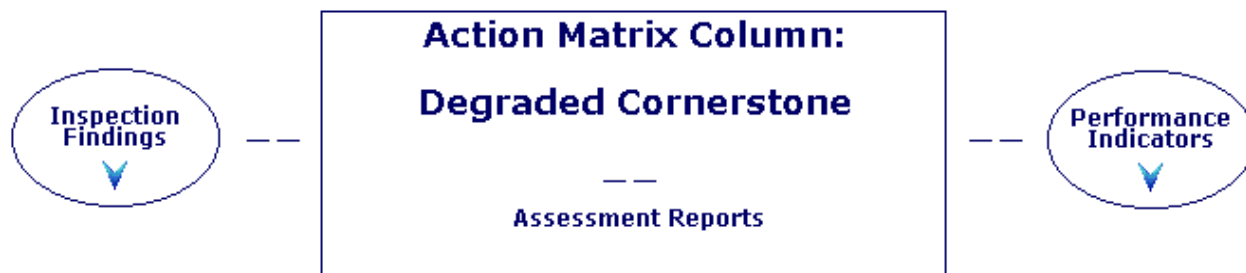 Action Matrix Column:
Degraded Cornerstone
Inspection
Findings
Performance
Indicators
Assessment Reports